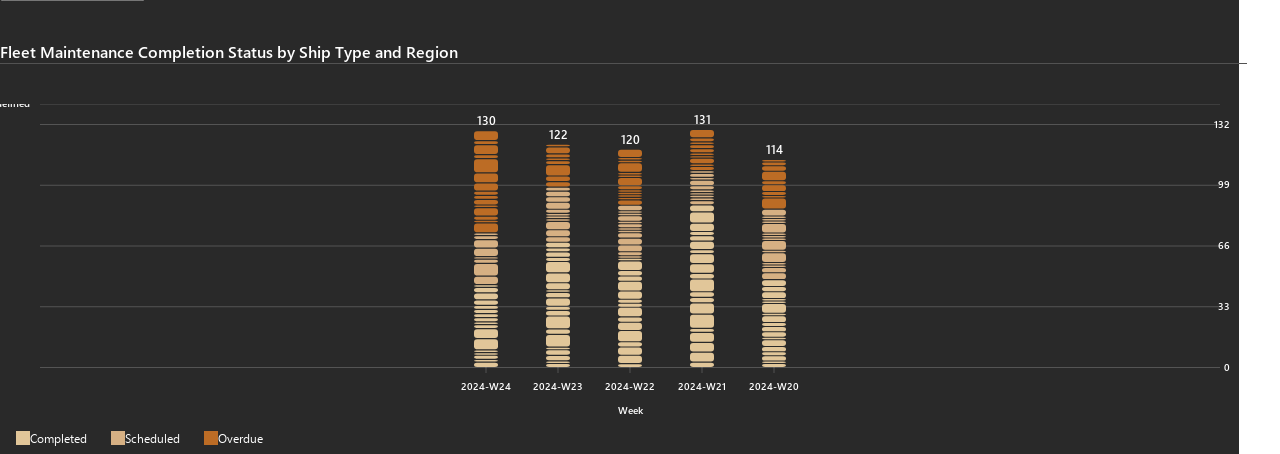 Fleet Maintenance Completion Status by Ship Type and Region
130
122
120
131
114
132
99
66
33
0
2024-W24 2024-W23 2024-W22 2024-W21 2024-W20
Week
Completed Scheduled Overdue